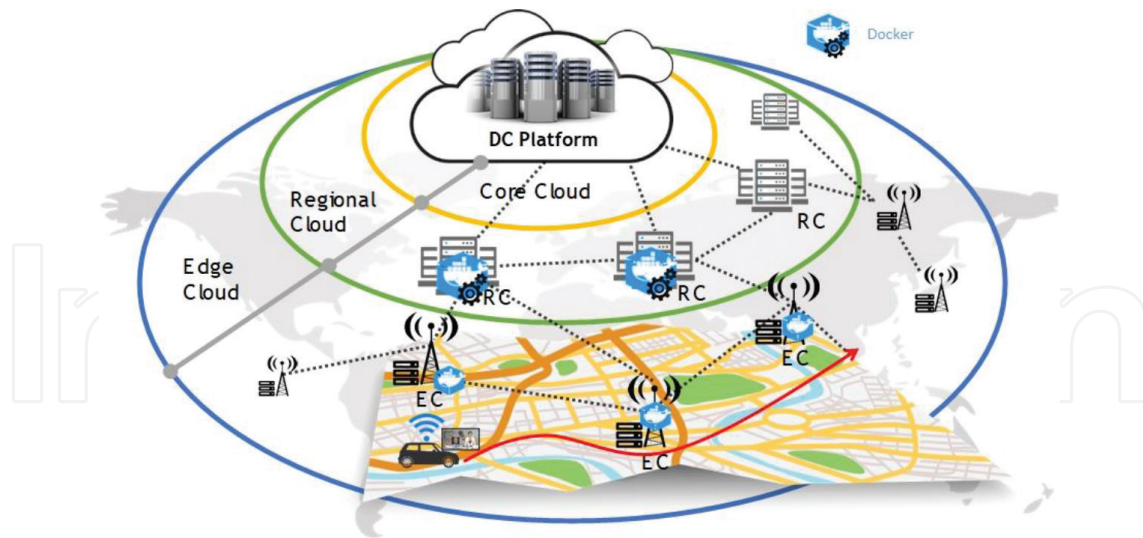 Docker
DC Platform
Core Cloud
Regional
Cloud
RC
Edge
Cloud
RC
RC
EC
EC
EC